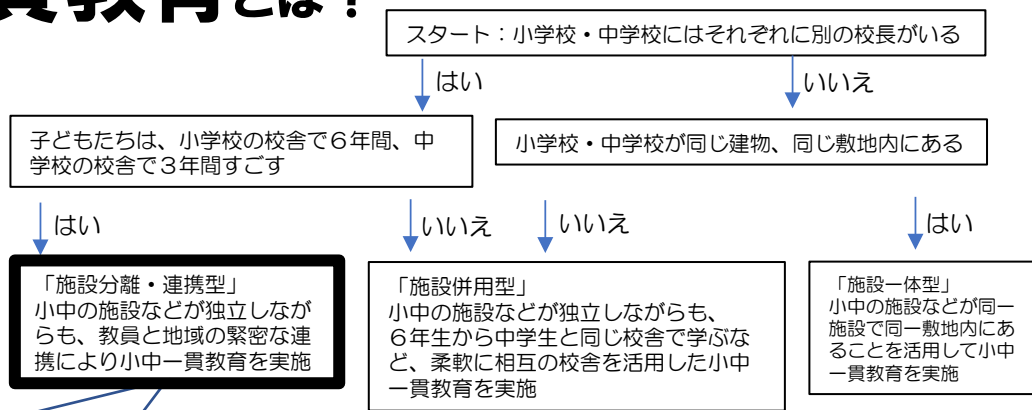 貫教育とは？
スタート：小学校・中学校にはそれぞれに別の校長がいる
はい
いいえ
子どもたちは、小学校の校舎で６年間、中
学校の校舎で３年間すごす
小学校・中学校が同じ建物、同じ敷地内にある
はい
いいえ
いいえ
はい
「施設分離・連携型」
小中の施設などが独立しなが
らも、教員と地域の緊密な連
携により小中一貫教育を実施
「施設併用型」
小中の施設などが独立しながらも、
６年生から中学生と同じ校舎で学ぶな
ど、柔軟に相互の校舎を活用した小中
一貫教育を実施
「施設一体型」
小中の施設などが同一
施設で同一敷地内にあ
ることを活用して小中
一貫教育を実施